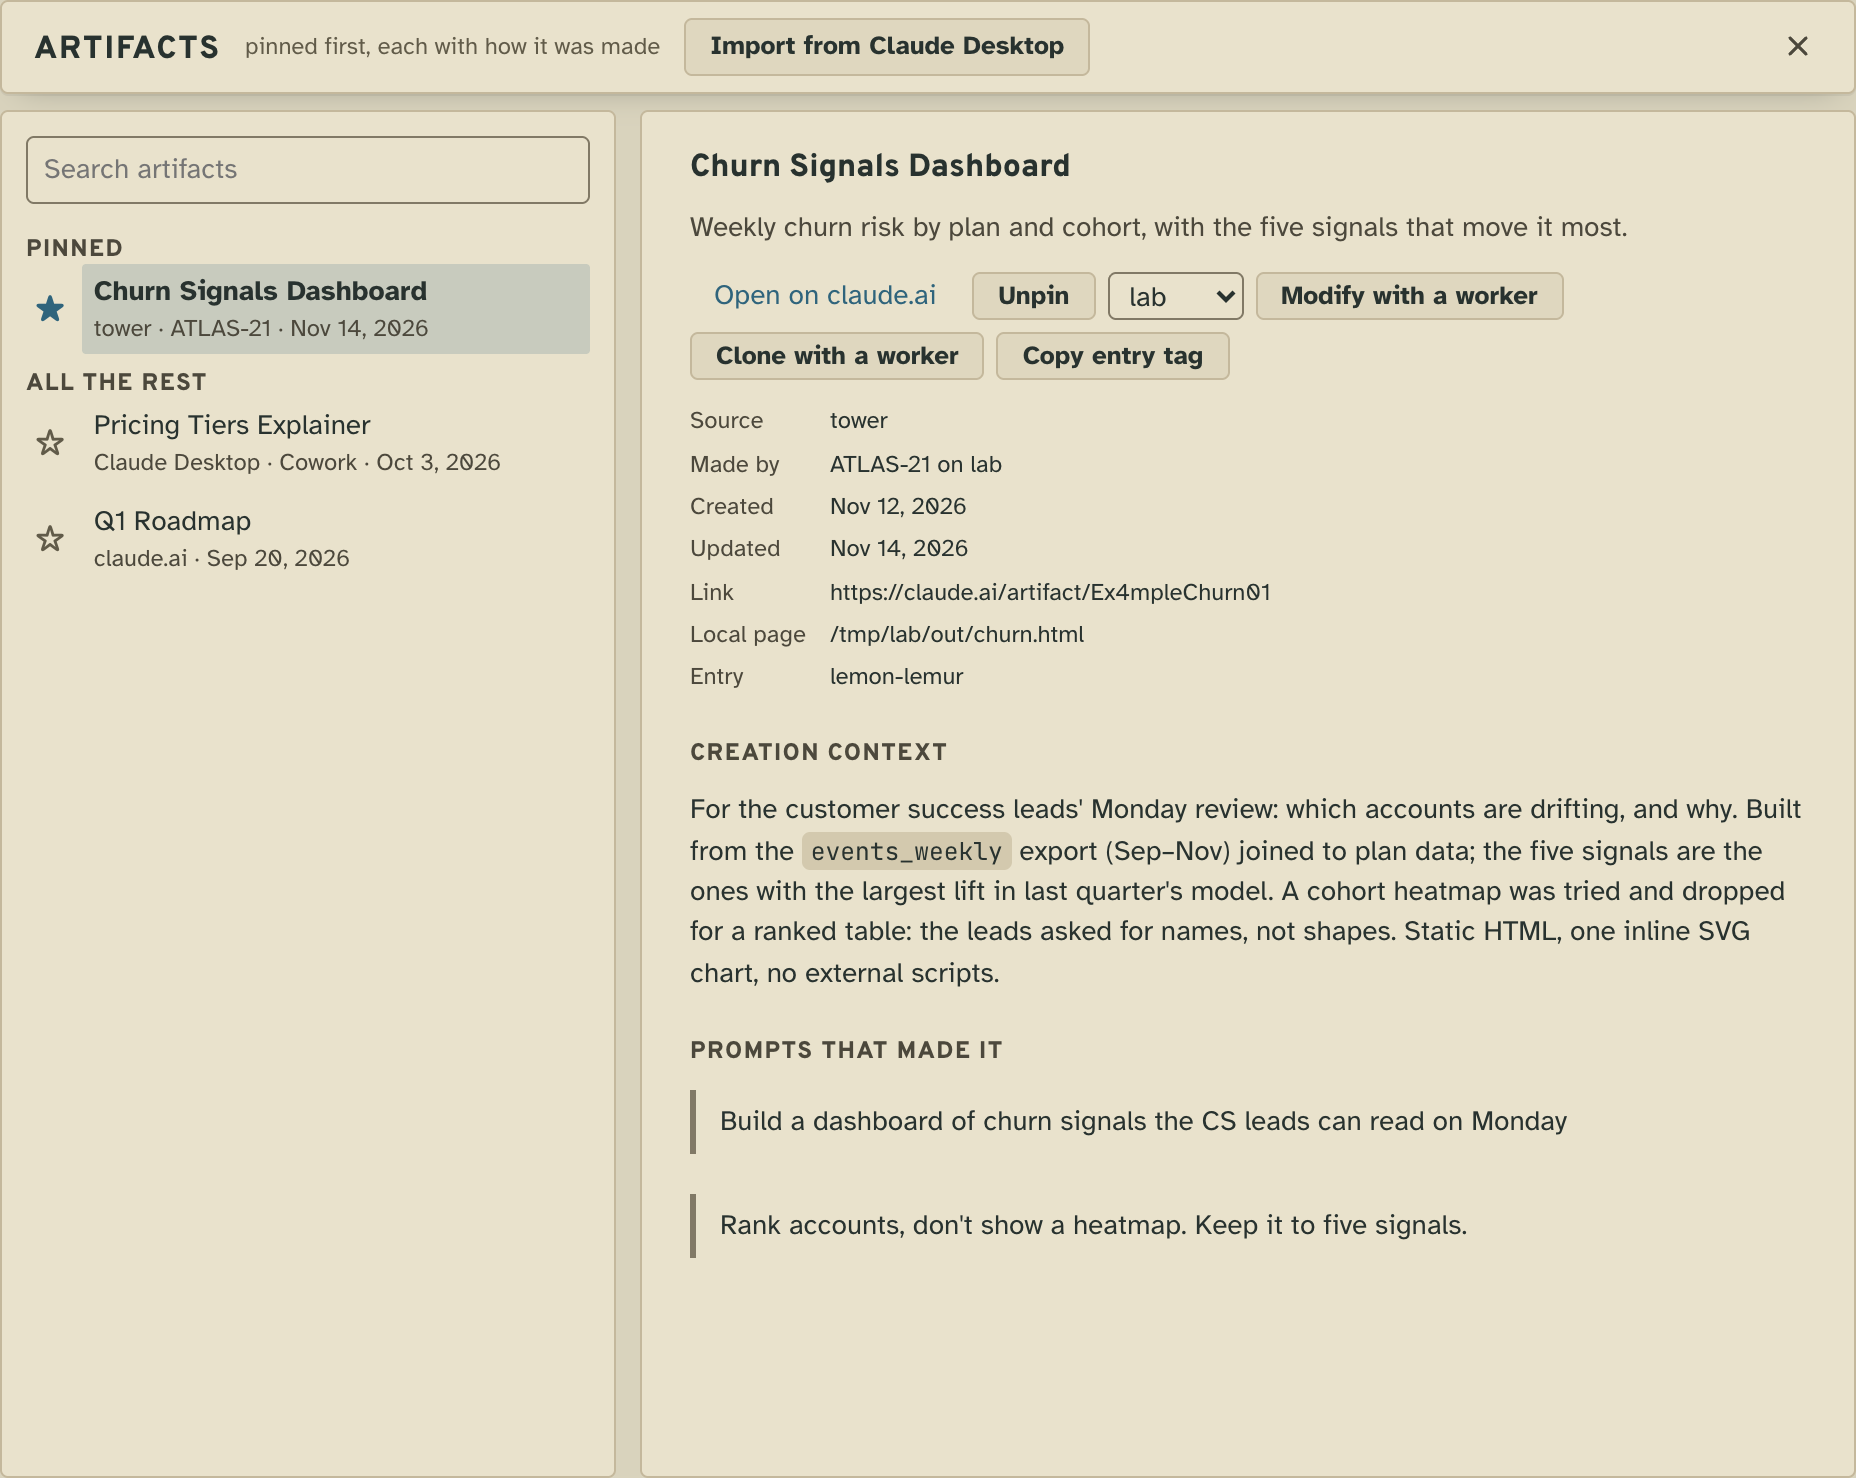 ARTIFACTS pinned first, each with how it was made Import from Claude Desktop
Search artifacts
PINNED
Churn Signals Dashboard
tower · ATLAS-21 · Nov 14, 2026
ALL THE REST
Pricing Tiers Explainer
Claude Desktop · Cowork · Oct 3, 2026
Q1 Roadmap
claude.ai · Sep 20, 2026
Churn Signals Dashboard
Weekly churn risk by plan and cohort, with the five signals that move it most.
Open on claude.ai Unpin lab Modify with a worker
Clone with a worker Copy entry tag
Source tower
Made by ATLAS-21 on lab
Created Nov 12, 2026
Updated Nov 14, 2026
Link https://claude.ai/artifact/Ex4mpleChurn01
Local page /tmp/lab/out/churn.html
Entry lemon-lemur
CREATION CONTEXT
For the customer success leads' Monday review: which accounts are drifting, and why. Built
from the events_weekly export (Sep–Nov) joined to plan data; the five signals are the
ones with the largest lift in last quarter's model. A cohort heatmap was tried and dropped
for a ranked table: the leads asked for names, not shapes. Static HTML, one inline SVG
chart, no external scripts.
PROMPTS THAT MADE IT
Build a dashboard of churn signals the CS leads can read on Monday
Rank accounts, don't show a heatmap. Keep it to five signals.